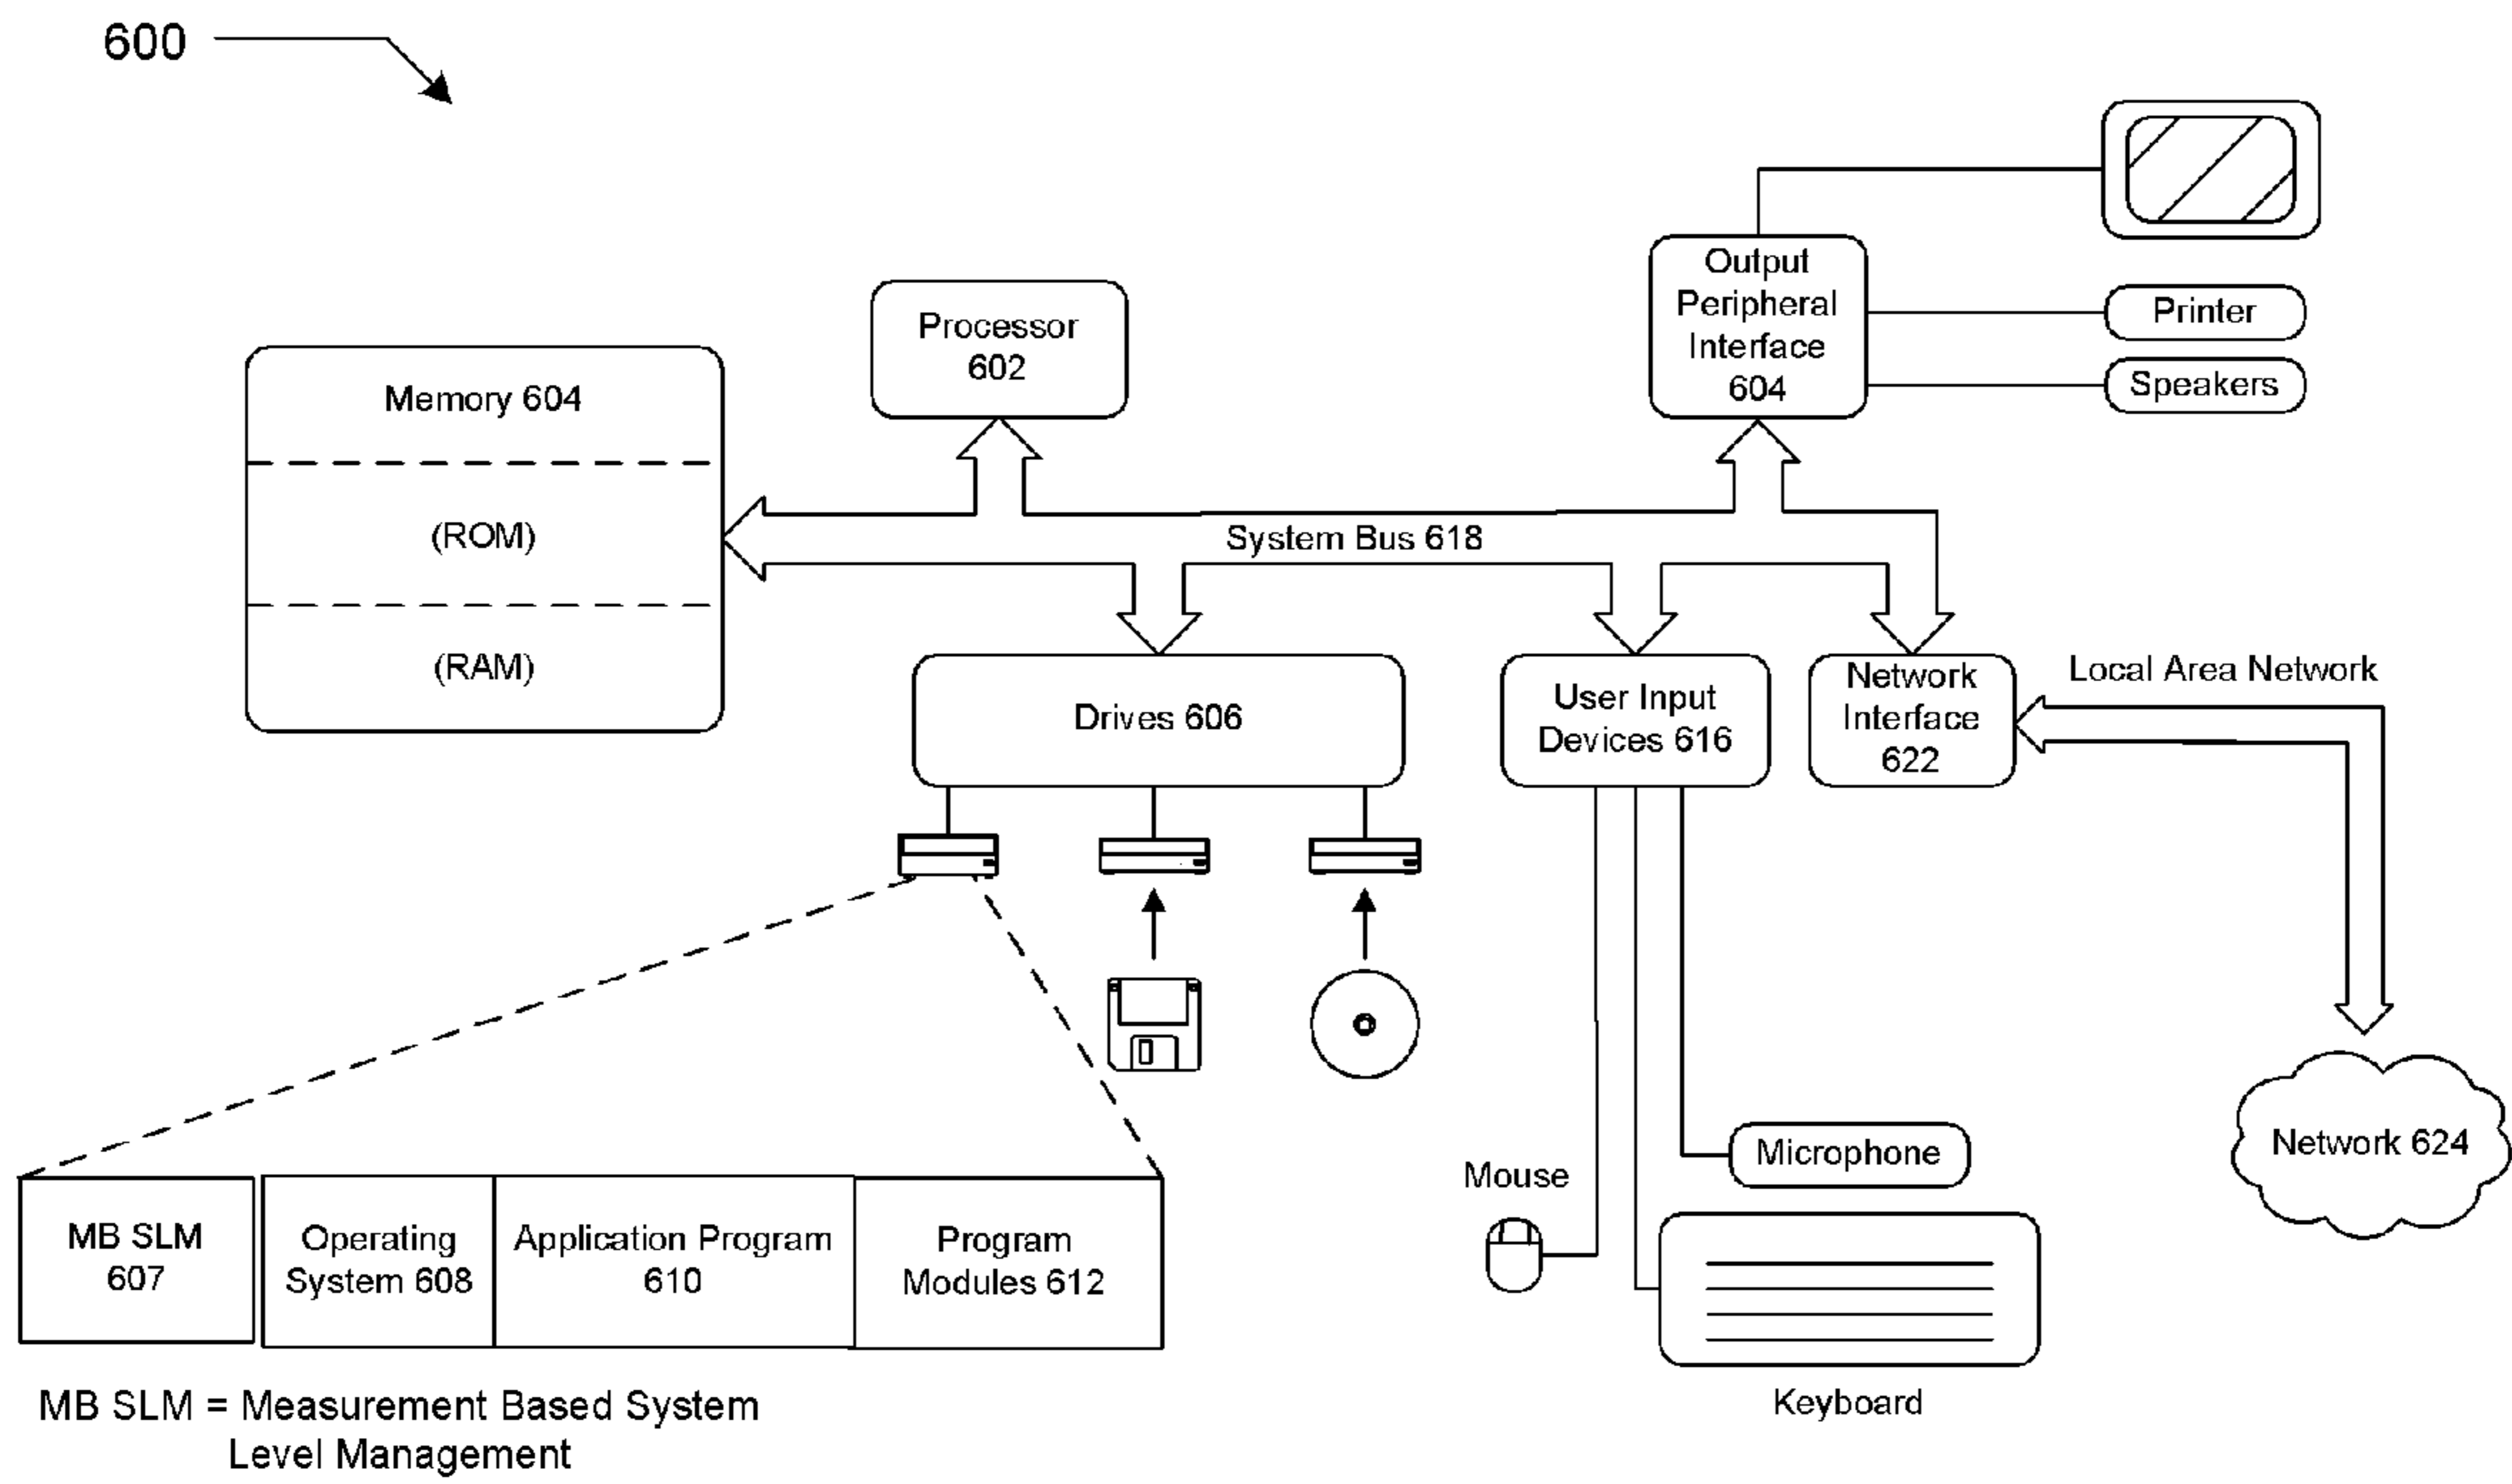 600
Output
Peripheral
Interface
604
Printer
Speakers
Processor
602
Memory 604
(ROM)
(RAM)
System Bus 618
Drives 606
User Input
Devices 616
Network
Interface
622
Local Area Network
Network 624
Microphone
Mouse
Keyboard
MB SLM
607
Operating
System 608
Application Program
610
Program
Modules 612
MB SLM = Measurement Based System
Level Management